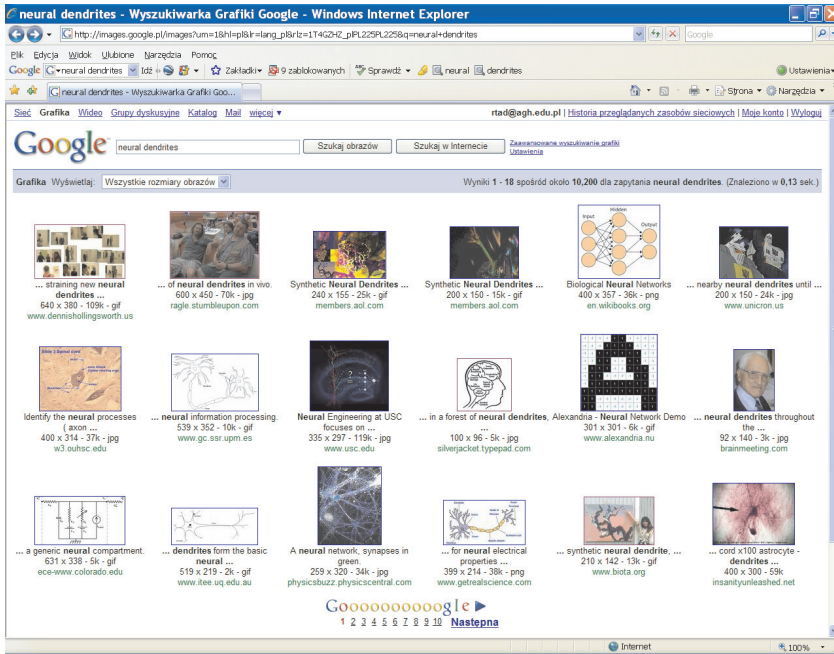 neural dendrites - Wyszukiwarka Grafiki Google - Windows Internet Explorer
http://images.google.pl/images?um=1&hl=pl&lr=lang_pl&rlz=1T4GZHZ_plPL225PL225&q=neural+dendrites
Google
Plik Edycja Widok Ulubione Narzędzia Pomoc
Google neural dendrites Idź Zakładki 9 zablokowanych Sprawdź neural dendrites Ustawienia
neural dendrites - Wyszukiwarka Grafiki Goo... Strona Narzędzia
Sieć Grafika Wideo Grupy dyskusyjne Katalog Mail więcej ▼ rtad@agh.edu.pl | Historia przeglądanych zasobów sieciowych | Moje konto | Wyloguj
Google neural dendrites Szukaj obrazów Szukaj w Internecie Zaawansowane wyszukiwanie grafiki
Ustawienia
Grafika Wyświetlaj: Wszystkie rozmiary obrazów Wyniki 1 - 18 spośród około 10,200 dla zapytania neural dendrites. (Znaleziono w 0,13 sek.)
Input Hidden Output
... straining new neural dendrites ...
640 x 380 - 109k - gif
www.dennishollingsworth.us
... of neural dendrites in vivo.
600 x 450 - 70k - jpg
ragle.stumbleupon.com
Synthetic Neural Dendrites ...
240 x 155 - 25k - gif
members.aol.com
Synthetic Neural Dendrites ...
200 x 150 - 15k - gif
members.aol.com
Biological Neural Networks
400 x 357 - 36k - png
en.wikibooks.org
... nearby neural dendrites until ...
200 x 150 - 24k - jpg
www.unicron.us
Identify the neural processes
( axon ...
400 x 314 - 37k - jpg
w3.ouhsc.edu
... neural information processing.
539 x 352 - 10k - gif
www.gc.ssr.upm.es
Neural Engineering at USC
focuses on ...
335 x 297 - 119k - jpg
www.usc.edu
... in a forest of neural dendrites,
...
100 x 96 - 5k - jpg
silverjacket.typepad.com
Alexandria - Neural Network Demo
301 x 301 - 6k - gif
www.alexandria.nu
... neural dendrites throughout
the ...
92 x 140 - 3k - jpg
brainmeeting.com
... a generic neural compartment.
631 x 338 - 5k - gif
ece-www.colorado.edu
... dendrites form the basic
neural ...
519 x 219 - 2k - gif
www.itee.uq.edu.au
A neural network, synapses in
green.
259 x 320 - 34k - jpg
physicsbuzz.physicscentral.com
... for neural electrical
properties ...
399 x 214 - 38k - png
www.getrealscience.com
... synthetic neural dendrite, ...
210 x 142 - 13k - gif
www.biota.org
... cord x100 astrocyte -
dendrites ...
400 x 300 - 59k
insanityunleashed.net
Goooooooooogle ►
1 2 3 4 5 6 7 8 9 10 Następna
Internet 100%